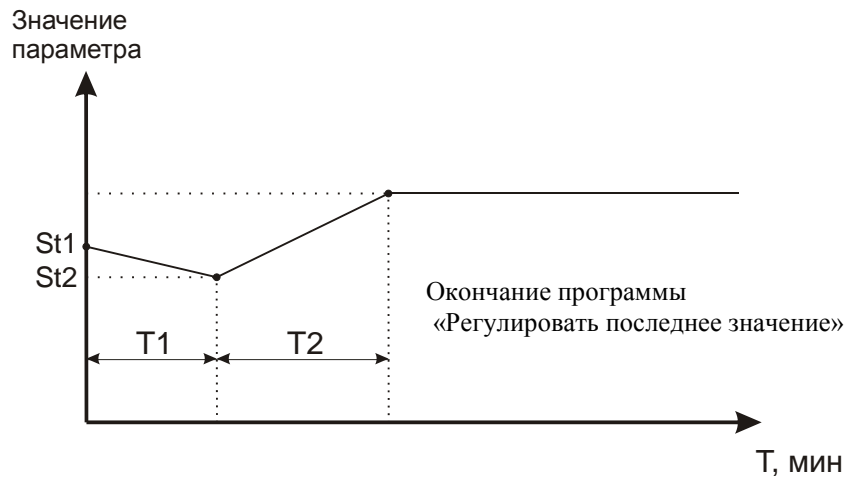 Значение
параметра
St1
St2
T1
T2
Окончание программы
«Регулировать последнее значение»
T, мин